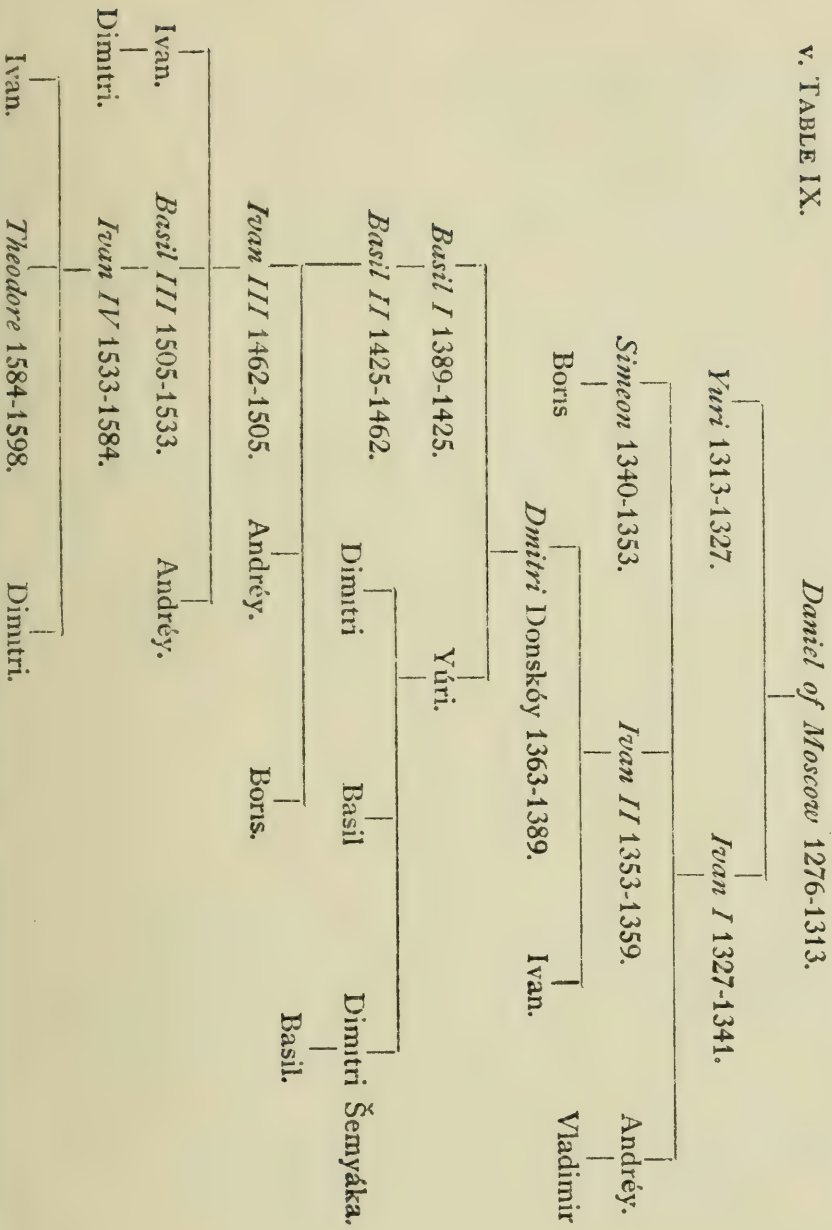 v. TABLE IX.
Daniel of Moscow 1276-1313.
Yuri 1313-1327. Ivan I 1327-1341.
Simeon 1340-1353. Ivan II 1353-1359. Andréy.
Boris Dmitri Donskóy 1363-1389. Ivan. Vladimir
Basil I 1389-1425. Yúri.
Basil II 1425-1462. Dimitri Basil Dimitri Šemyáka.
Ivan III 1462-1505. Andréy. Boris. Basil.
Ivan. Basil III 1505-1533. Andréy.
Dimitri. Ivan IV 1533-1584.
Ivan. Theodore 1584-1598. Dimitri.